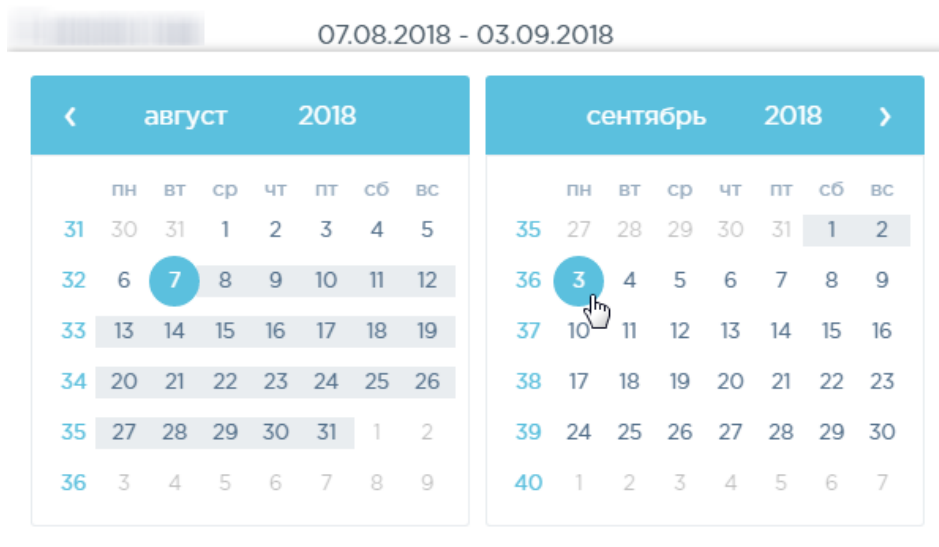 07.08.2018 - 03.09.2018
‹ август 2018
пн вт ср чт пт сб вс
31 30 31 1 2 3 4 5
32 6 7 8 9 10 11 12
33 13 14 15 16 17 18 19
34 20 21 22 23 24 25 26
35 27 28 29 30 31 1 2
36 3 4 5 6 7 8 9
сентябрь 2018 ›
пн вт ср чт пт сб вс
35 27 28 29 30 31 1 2
36 3 4 5 6 7 8 9
37 10 11 12 13 14 15 16
38 17 18 19 20 21 22 23
39 24 25 26 27 28 29 30
40 1 2 3 4 5 6 7